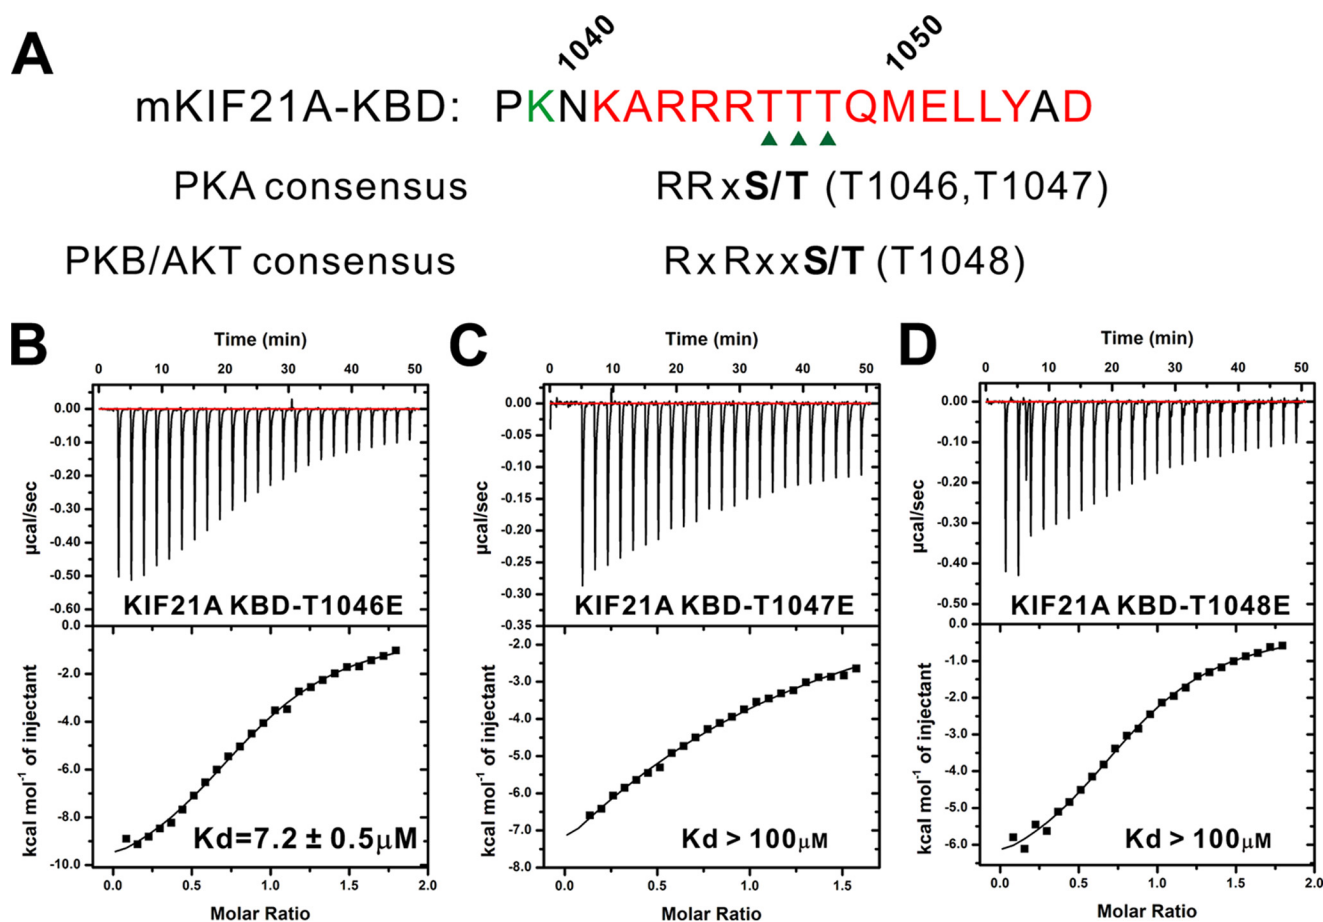 A
1040
1050
mKIF21A-KBD: PKNKARRRTTTQMELLYAD
PKA consensus RRxS/T (T1046,T1047)
PKB/AKT consensus RxRxxS/T (T1048)
B
Time (min)
0 10 20 30 40 50
0.00
-0.10
-0.20
-0.30
-0.40
-0.50
-0.60
µcal/sec
KIF21A KBD-T1046E
0.0
-2.0
-4.0
-6.0
-8.0
-10.0
kcal mol⁻¹ of injectant
Kd=7.2 ± 0.5µM
0.0 0.5 1.0 1.5 2.0
Molar Ratio
C
Time (min)
0 10 20 30 40 50
0.00
-0.05
-0.10
-0.15
-0.20
-0.25
-0.30
-0.35
µcal/sec
KIF21A KBD-T1047E
-2.0
-3.0
-4.0
-5.0
-6.0
-7.0
-8.0
kcal mol⁻¹ of injectant
Kd > 100µM
0.0 0.5 1.0 1.5
Molar Ratio
D
Time (min)
0 10 20 30 40 50
0.00
-0.10
-0.20
-0.30
-0.40
-0.50
µcal/sec
KIF21A KBD-T1048E
0.0
-1.0
-2.0
-3.0
-4.0
-5.0
-6.0
kcal mol⁻¹ of injectant
Kd > 100µM
0.0 0.5 1.0 1.5 2.0
Molar Ratio